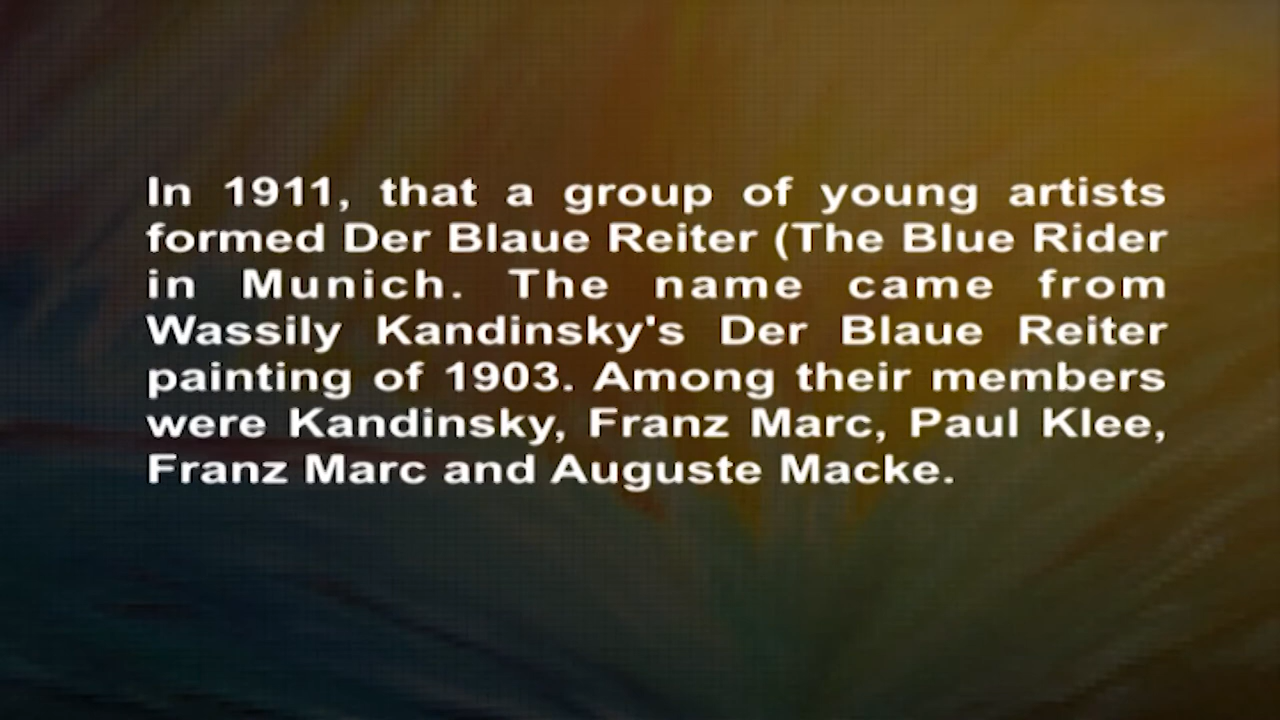 In 1911, that a group of young artists
formed Der Blaue Reiter (The Blue Rider
in Munich. The name came from
Wassily Kandinsky's Der Blaue Reiter
painting of 1903. Among their members
were Kandinsky, Franz Marc, Paul Klee,
Franz Marc and Auguste Macke.